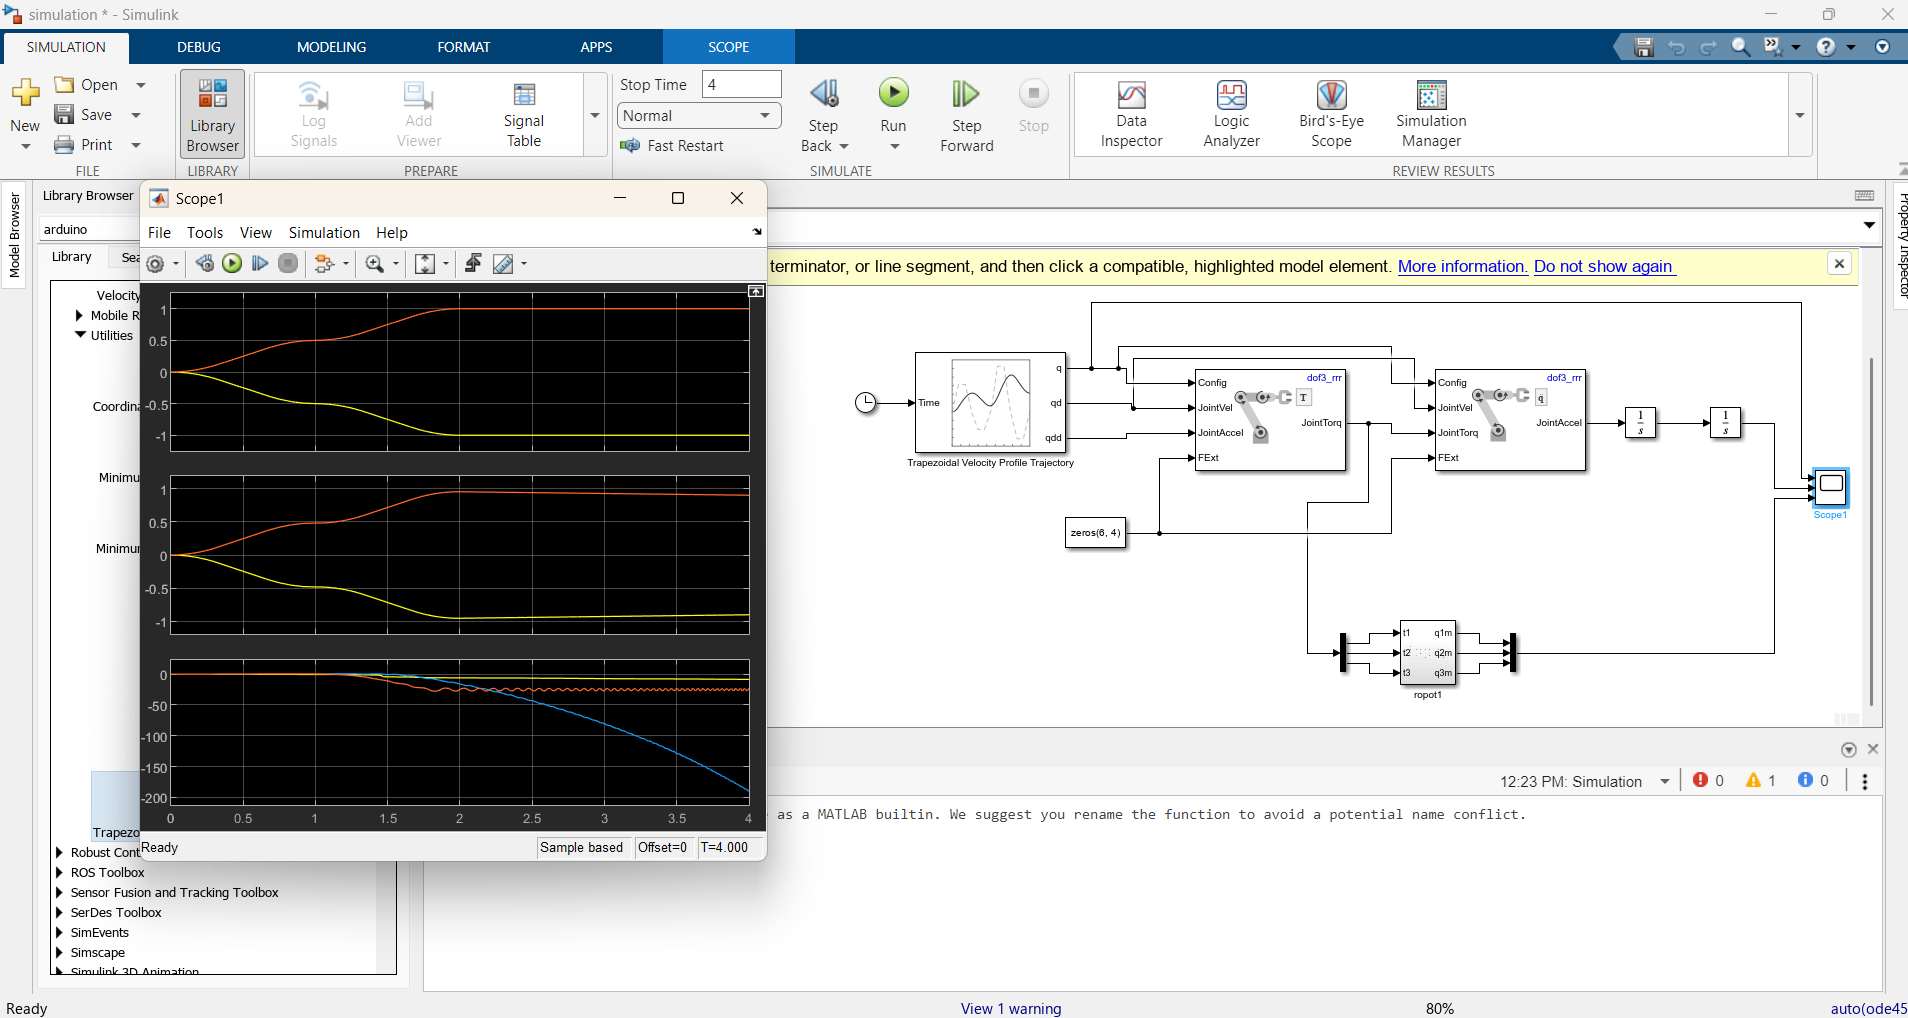 simulation * - Simulink
SIMULATION
DEBUG
MODELING
FORMAT
APPS
SCOPE
New
Open
Save
Print
FILE
Library
Browser
LIBRARY
Log
Signals
Add
Viewer
Signal
Table
PREPARE
Stop Time
4
Normal
Fast Restart
Step
Back
Run
Step
Forward
Stop
SIMULATE
Data
Inspector
Logic
Analyzer
Bird's-Eye
Scope
Simulation
Manager
REVIEW RESULTS
Model Browser
Property Inspector
Library Browser
arduino
Library
Sea
Velocity
Mobile R
Utilities
Coordina
Minimu
Minimu
Trapezo
Robust Cont
ROS Toolbox
Sensor Fusion and Tracking Toolbox
SerDes Toolbox
SimEvents
Simscape
Simulink 3D Animation
Scope1
File Tools View Simulation Help
1
0.5
0
-0.5
-1
1
0.5
0
-0.5
-1
0
-50
-100
-150
-200
0 0.5 1 1.5 2 2.5 3 3.5 4
Ready
Sample based
Offset=0
T=4.000
terminator, or line segment, and then click a compatible, highlighted model element. More information. Do not show again
Time
q
qd
qdd
Trapezoidal Velocity Profile Trajectory
dof3_rrr
Config
JointVel
JointAccel
FExt
T
JointTorq
dof3_rrr
Config
JointVel
JointTorq
FExt
q̈
JointAccel
1
s
1
s
Scope1
zeros(6, 4)
t1
t2
t3
q1m
q2m
q3m
ropot1
12:23 PM: Simulation
0
1
0
as a MATLAB builtin. We suggest you rename the function to avoid a potential name conflict.
Ready
View 1 warning
80%
auto(ode45